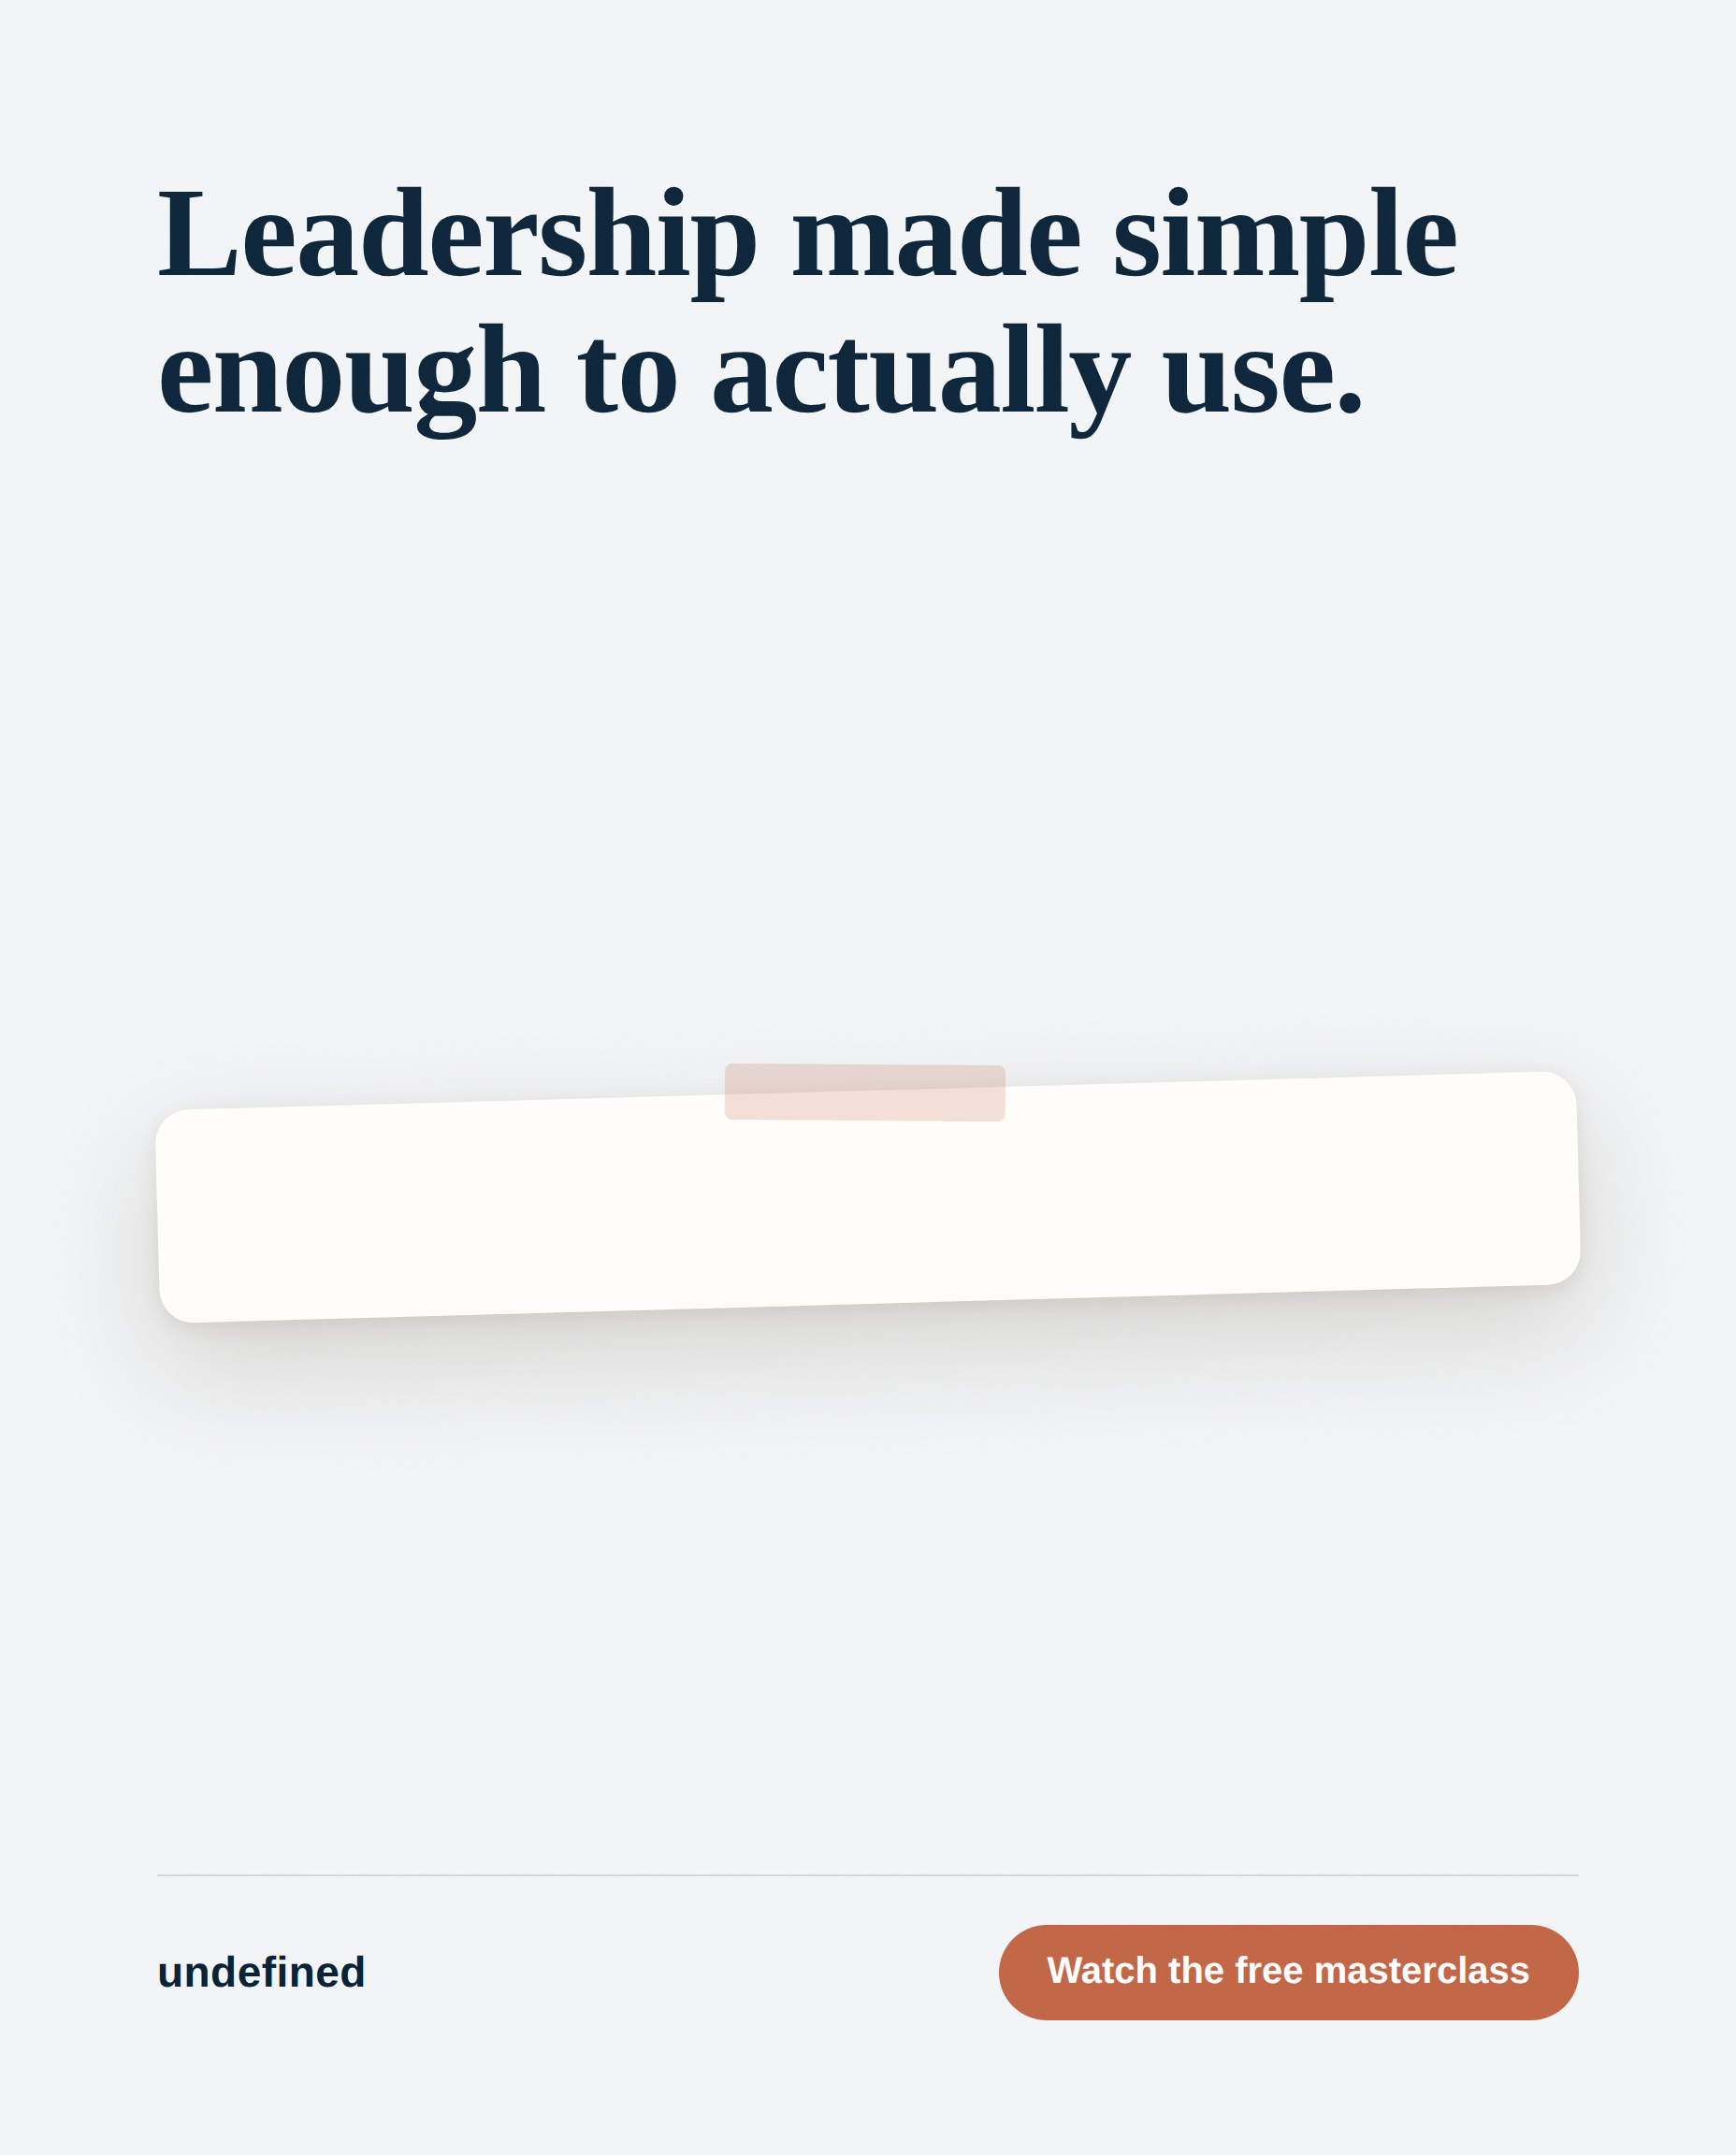 Leadership made simple
enough to actually use.
undefined
Watch the free masterclass